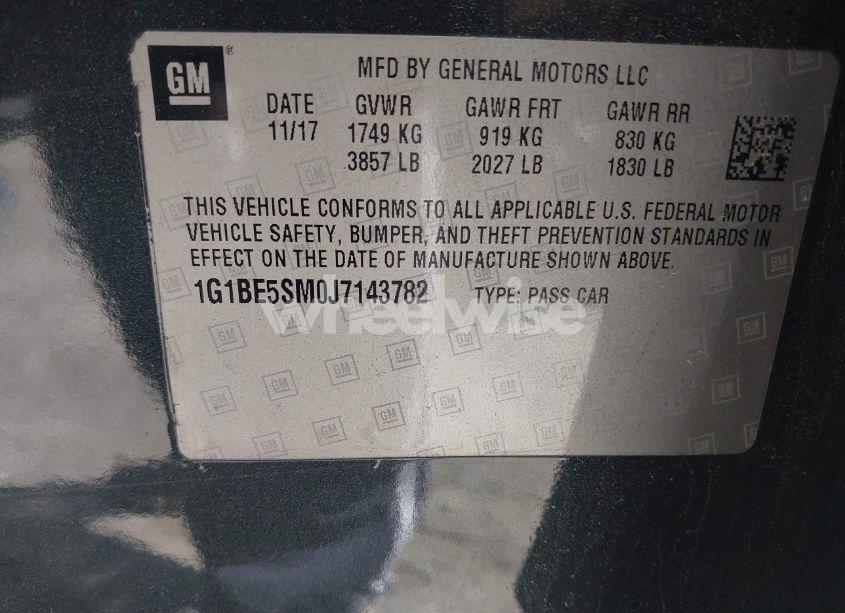 GM ®
MFD BY GENERAL MOTORS LLC
DATE GVWR GAWR FRT GAWR RR
11/17 1749 KG 919 KG 830 KG
3857 LB 2027 LB 1830 LB
THIS VEHICLE CONFORMS TO ALL APPLICABLE U.S. FEDERAL MOTOR
VEHICLE SAFETY, BUMPER, AND THEFT PREVENTION STANDARDS IN
EFFECT ON THE DATE OF MANUFACTURE SHOWN ABOVE.
1G1BE5SM0J7143782 TYPE: PASS CAR
wheelwise